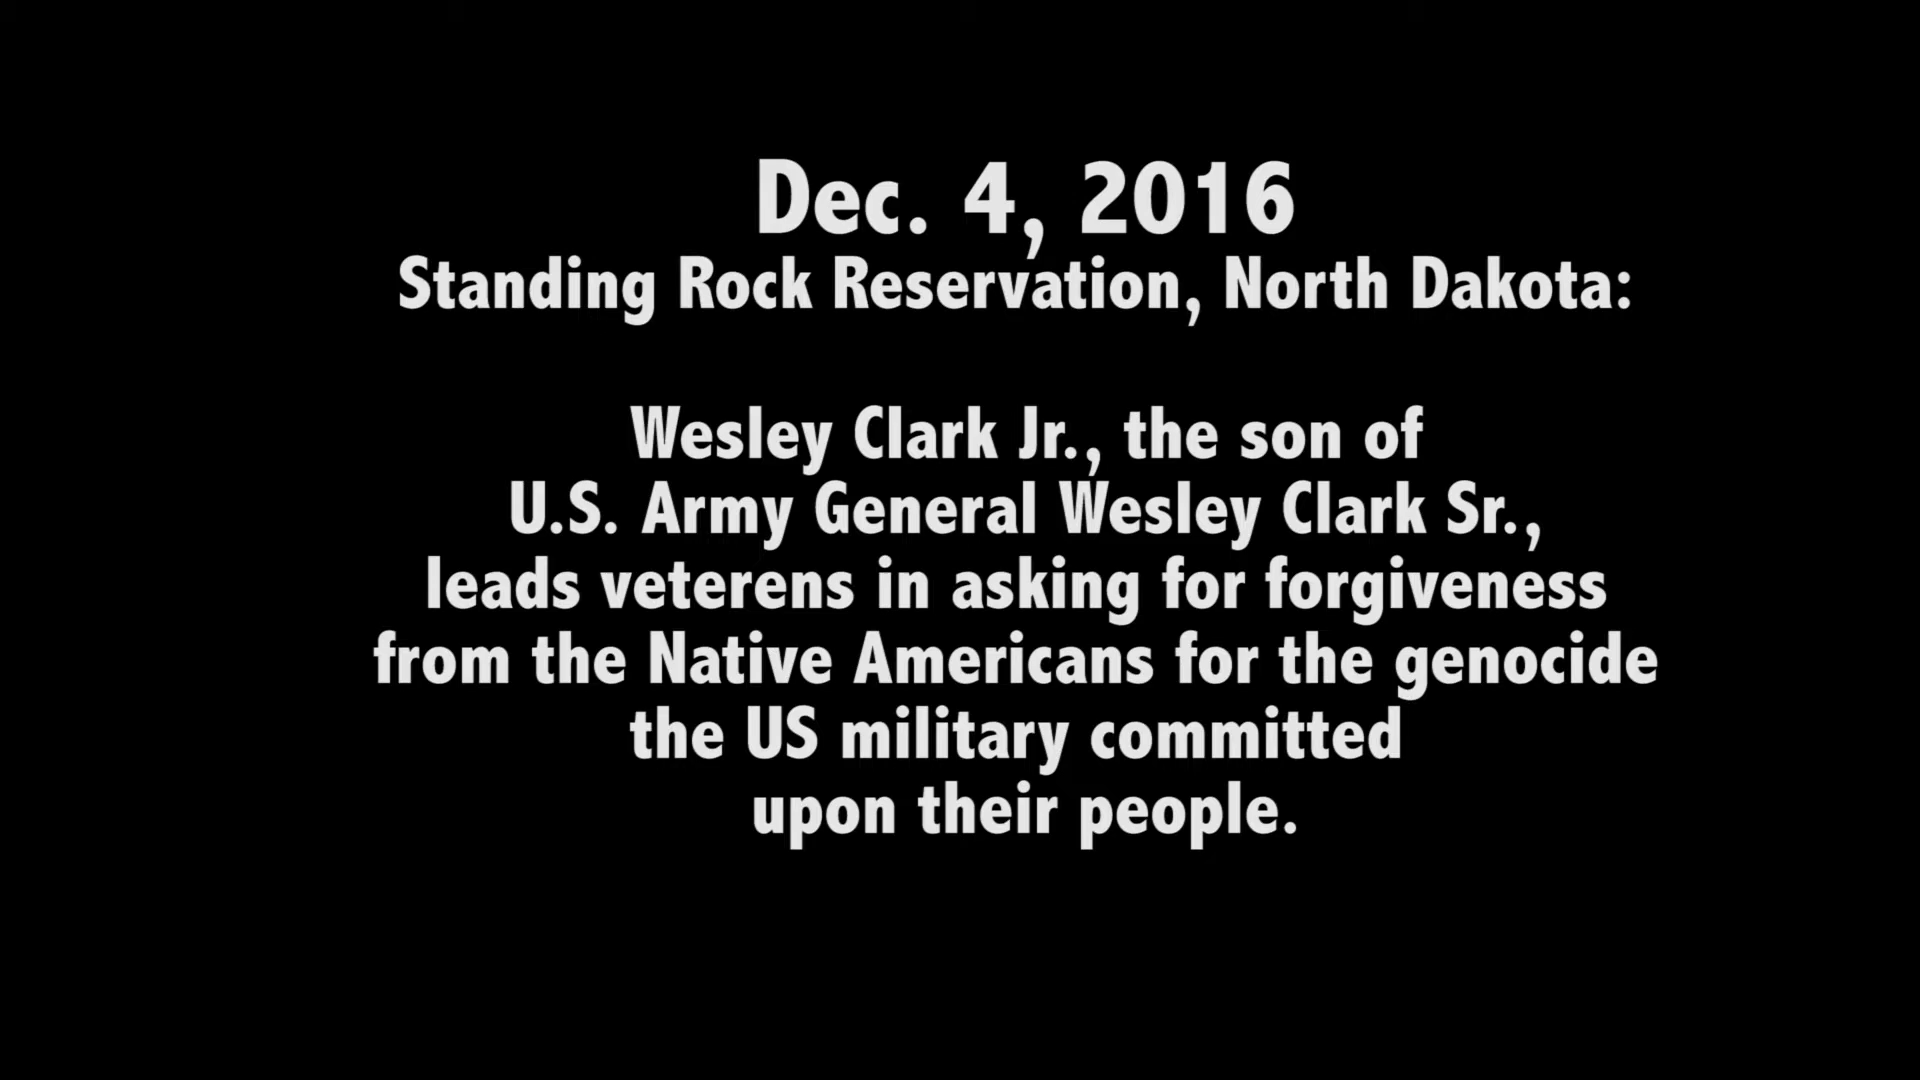 Dec. 4, 2016
Standing Rock Reservation, North Dakota:
Wesley Clark Jr., the son of
U.S. Army General Wesley Clark Sr.,
leads veterens in asking for forgiveness
from the Native Americans for the genocide
the US military committed
upon their people.